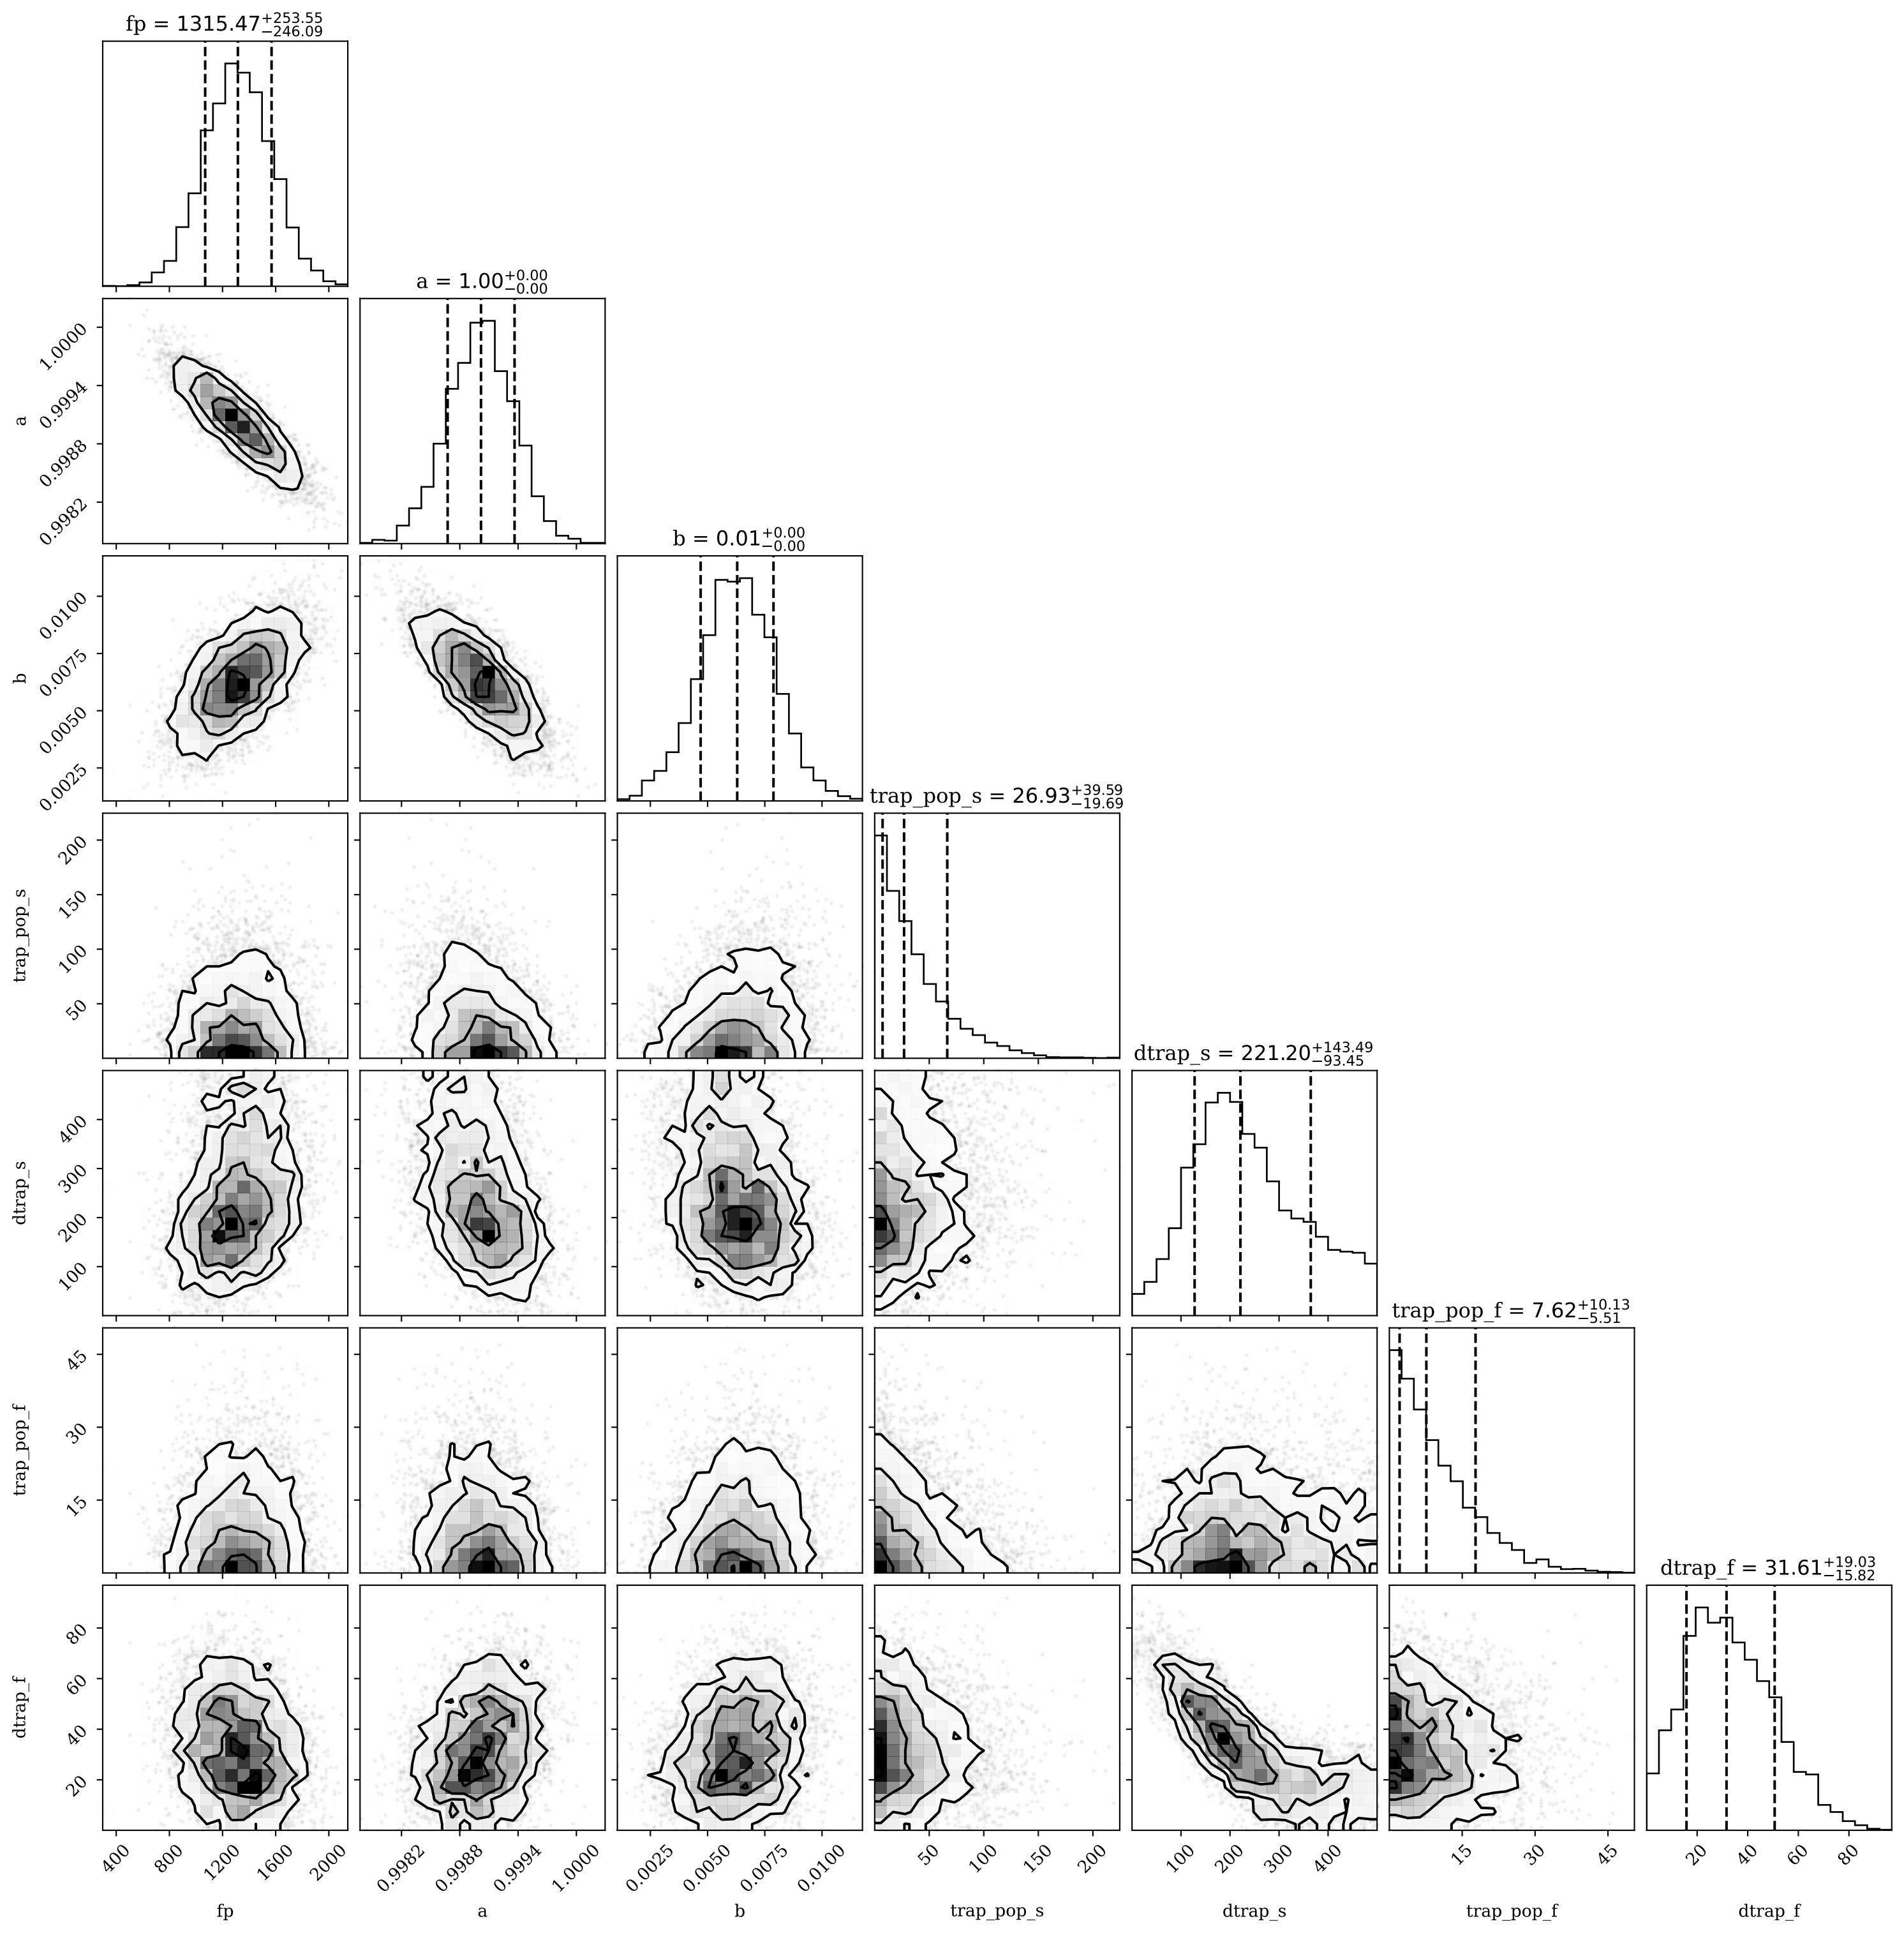 fp = 1315.47 +253.55 −246.09
a = 1.00 +0.00 −0.00
1.0000
0.9994
0.9988
0.9982
a
b = 0.01 +0.00 −0.00
0.0100
0.0075
0.0050
0.0025
b
trap_pop_s = 26.93 +39.59 −19.69
200
150
100
50
trap_pop_s
dtrap_s = 221.20 +143.49 −93.45
400
300
200
100
dtrap_s
trap_pop_f = 7.62 +10.13 −5.51
45
30
15
trap_pop_f
dtrap_f = 31.61 +19.03 −15.82
80
60
40
20
dtrap_f
400 800 1200 1600 2000 0.9982 0.9988 0.9994 1.0000 0.0025 0.0050 0.0075 0.0100 50 100 150 200 100 200 300 400 15 30 45 20 40 60 80
fp a b trap_pop_s dtrap_s trap_pop_f dtrap_f